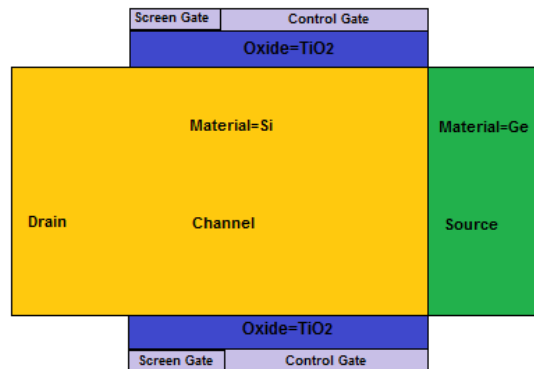 Screen Gate Control Gate
Oxide=TiO2
Material=Si Material=Ge
Drain Channel Source
Oxide=TiO2
Screen Gate Control Gate